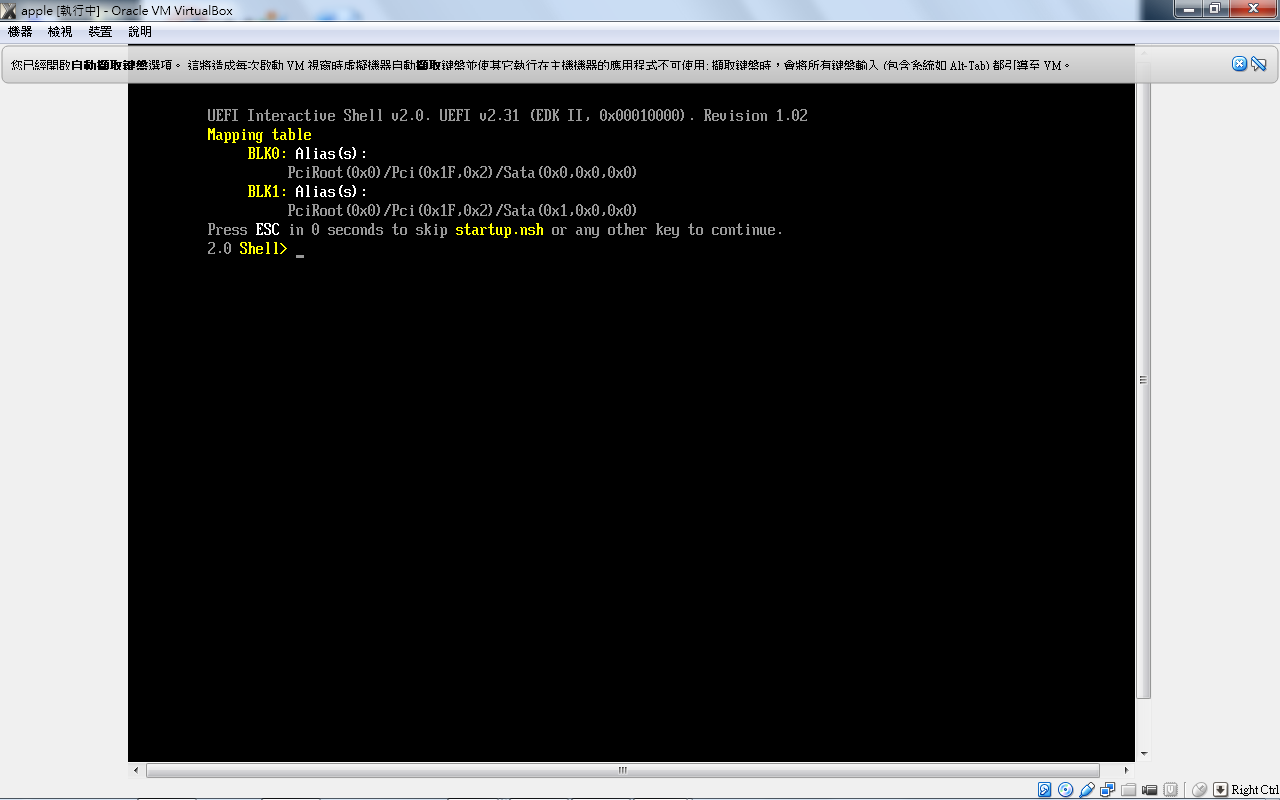 apple [執行中] - Oracle VM VirtualBox
機器 檢視 裝置 說明
您已經開啟自動擷取鍵盤選項。 這將造成每次啟動 VM 視窗時虛擬機器自動擷取鍵盤並使其它執行在主機機器的應用程式不可使用: 擷取鍵盤時，會將所有鍵盤輸入 (包含系統如 Alt-Tab) 都引導至 VM。
UEFI Interactive Shell v2.0. UEFI v2.31 (EDK II, 0x00010000). Revision 1.02
Mapping table
BLK0: Alias(s):
PciRoot(0x0)/Pci(0x1F,0x2)/Sata(0x0,0x0,0x0)
BLK1: Alias(s):
PciRoot(0x0)/Pci(0x1F,0x2)/Sata(0x1,0x0,0x0)
Press ESC in 0 seconds to skip startup.nsh or any other key to continue.
2.0 Shell> _
Right Ctrl